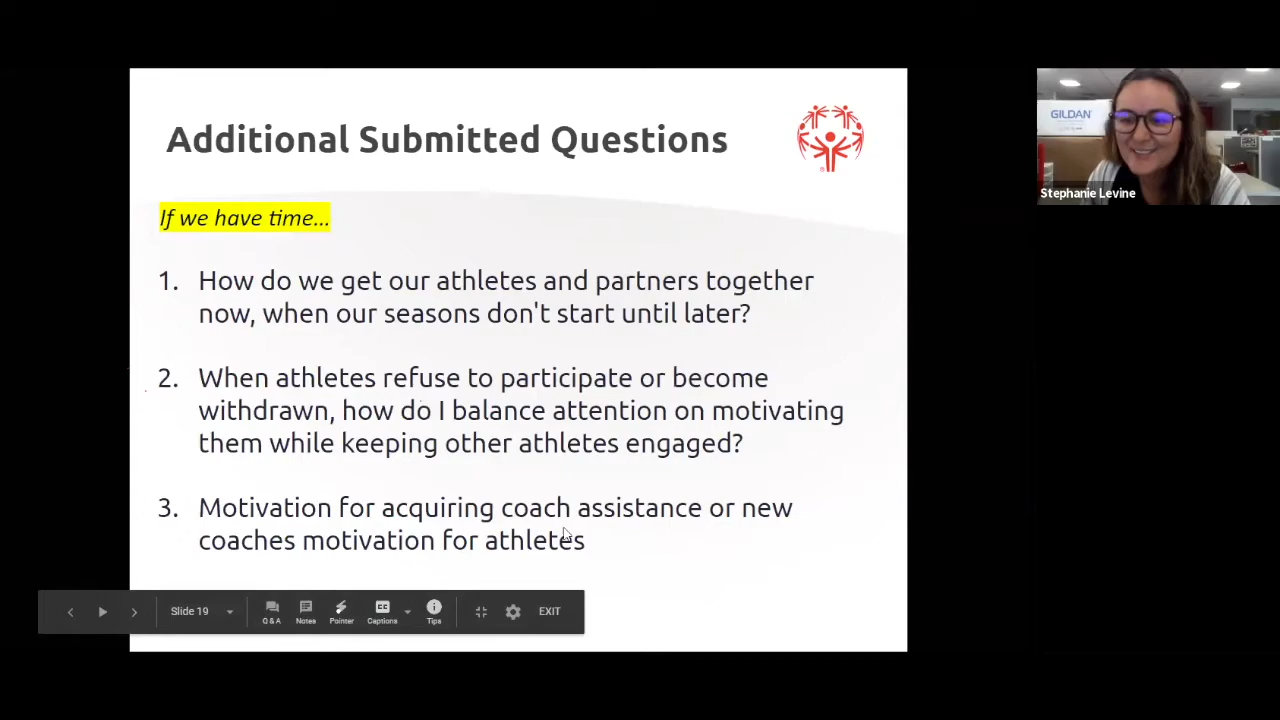 Additional Submitted Questions
If we have time...
1. How do we get our athletes and partners together
now, when our seasons don't start until later?
2. When athletes refuse to participate or become
withdrawn, how do I balance attention on motivating
them while keeping other athletes engaged?
3. Motivation for acquiring coach assistance or new
coaches motivation for athletes
Slide 19
Q & A
Notes
Pointer
CC
Captions
Tips
EXIT
GILDAN
Stephanie Levine